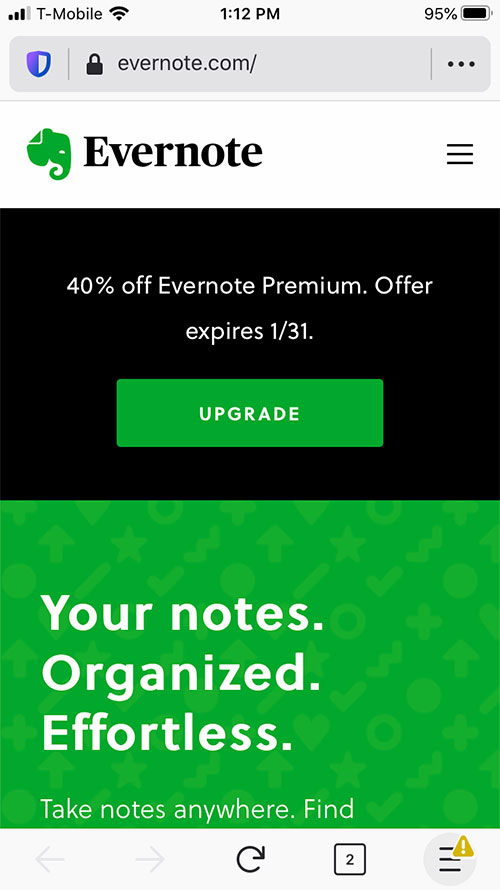 T-Mobile 1:12 PM 95%
evernote.com/
Evernote
40% off Evernote Premium. Offer
expires 1/31.
UPGRADE
Your notes.
Organized.
Effortless.
Take notes anywhere. Find
2